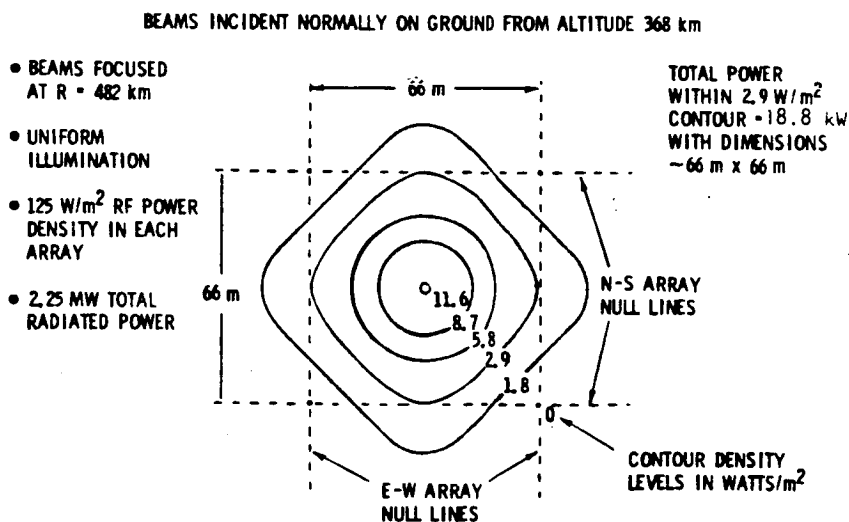 BEAMS INCIDENT NORMALLY ON GROUND FROM ALTITUDE 368 km
• BEAMS FOCUSED
AT R = 482 km
• UNIFORM
ILLUMINATION
• 125 W/m² RF POWER
DENSITY IN EACH
ARRAY
• 2.25 MW TOTAL
RADIATED POWER
66 m
66 m
11.6
8.7
5.8
2.9
1.8
0
TOTAL POWER
WITHIN 2.9 W/m²
CONTOUR = 18.8 kW
WITH DIMENSIONS
~66 m x 66 m
N-S ARRAY
NULL LINES
CONTOUR DENSITY
LEVELS IN WATTS/m²
E-W ARRAY
NULL LINES